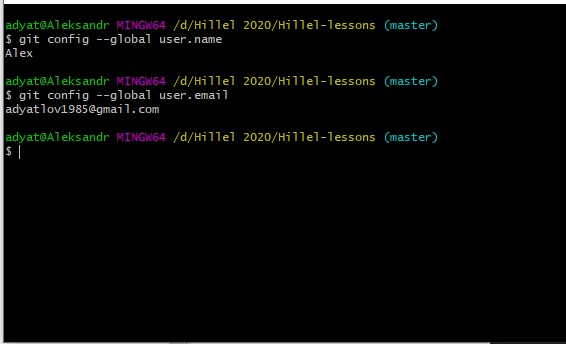 adyat@Aleksandr MINGW64 /d/Hillel 2020/Hillel-lessons (master)
$ git config --global user.name
Alex
adyat@Aleksandr MINGW64 /d/Hillel 2020/Hillel-lessons (master)
$ git config --global user.email
adyatlov1985@gmail.com
adyat@Aleksandr MINGW64 /d/Hillel 2020/Hillel-lessons (master)
$